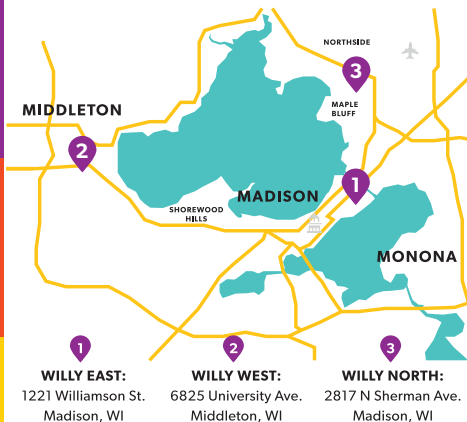 NORTHSIDE
3
MAPLE
BLUFF
MIDDLETON
2
1
MADISON
SHOREWOOD
HILLS
MONONA
1
WILLY EAST:
1221 Williamson St.
Madison, WI
2
WILLY WEST:
6825 University Ave.
Middleton, WI
3
WILLY NORTH:
2817 N Sherman Ave.
Madison, WI